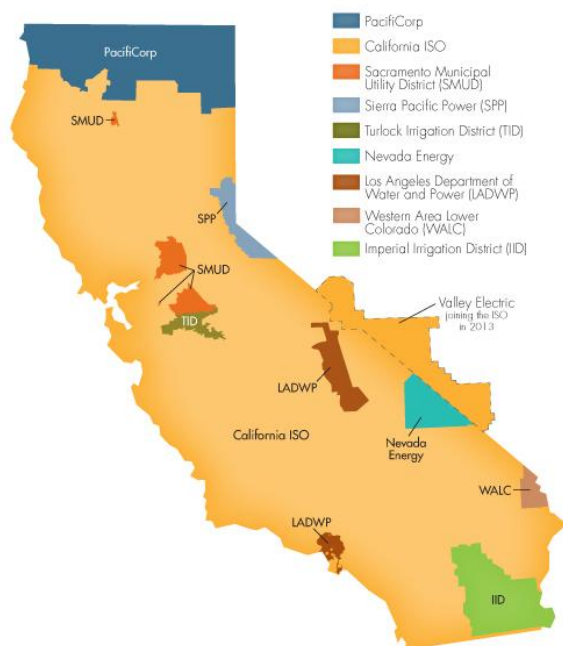 PacifiCorp
California ISO
Sacramento Municipal
Utility District (SMUD)
Sierra Pacific Power (SPP)
Turlock Irrigation District (TID)
Nevada Energy
Los Angeles Department of
Water and Power (LADWP)
Western Area Lower
Colorado (WALC)
Imperial Irrigation District (IID)
PacifiCorp
SMUD
SPP
SMUD
TID
Valley Electric
joining the ISO
in 2013
LADWP
California ISO
Nevada
Energy
WALC
LADWP
IID